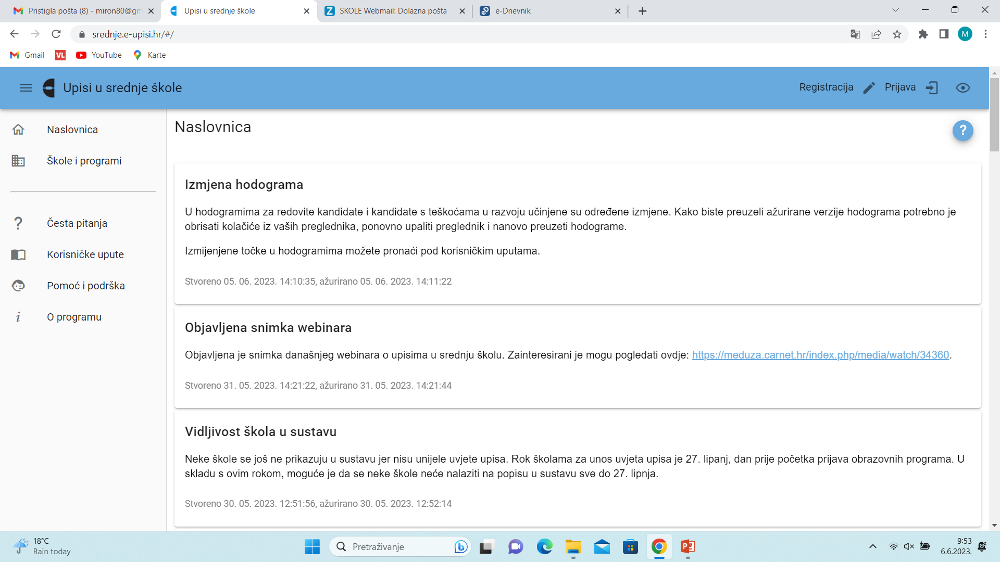 Pristigla pošta (8) - miron80@gm
Upisi u srednje škole
SKOLE Webmail: Dolazna pošta
e-Dnevnik
srednje.e-upisi.hr/#/
M
Gmail
VL
YouTube
Karte
Upisi u srednje škole
Registracija
Prijava
Naslovnica
Škole i programi
Česta pitanja
Korisničke upute
Pomoć i podrška
O programu
Naslovnica
?
Izmjena hodograma
U hodogramima za redovite kandidate i kandidate s teškoćama u razvoju učinjene su određene izmjene. Kako biste preuzeli ažurirane verzije hodograma potrebno je
obrisati kolačiće iz vaših preglednika, ponovno upaliti preglednik i nanovo preuzeti hodograme.
Izmijenjene točke u hodogramima možete pronaći pod korisničkim uputama.
Stvoreno 05. 06. 2023. 14:10:35, ažurirano 05. 06. 2023. 14:11:22
Objavljena snimka webinara
Objavljena je snimka današnjeg webinara o upisima u srednju školu. Zainteresirani je mogu pogledati ovdje: https://meduza.carnet.hr/index.php/media/watch/34360.
Stvoreno 31. 05. 2023. 14:21:22, ažurirano 31. 05. 2023. 14:21:44
Vidljivost škola u sustavu
Neke škole se još ne prikazuju u sustavu jer nisu unijele uvjete upisa. Rok školama za unos uvjeta upisa je 27. lipanj, dan prije početka prijava obrazovnih programa. U
skladu s ovim rokom, moguće je da se neke škole neće nalaziti na popisu u sustavu sve do 27. lipnja.
Stvoreno 30. 05. 2023. 12:51:56, ažurirano 30. 05. 2023. 12:52:14
18°C
Rain today
Pretraživanje
9:53
6.6.2023.